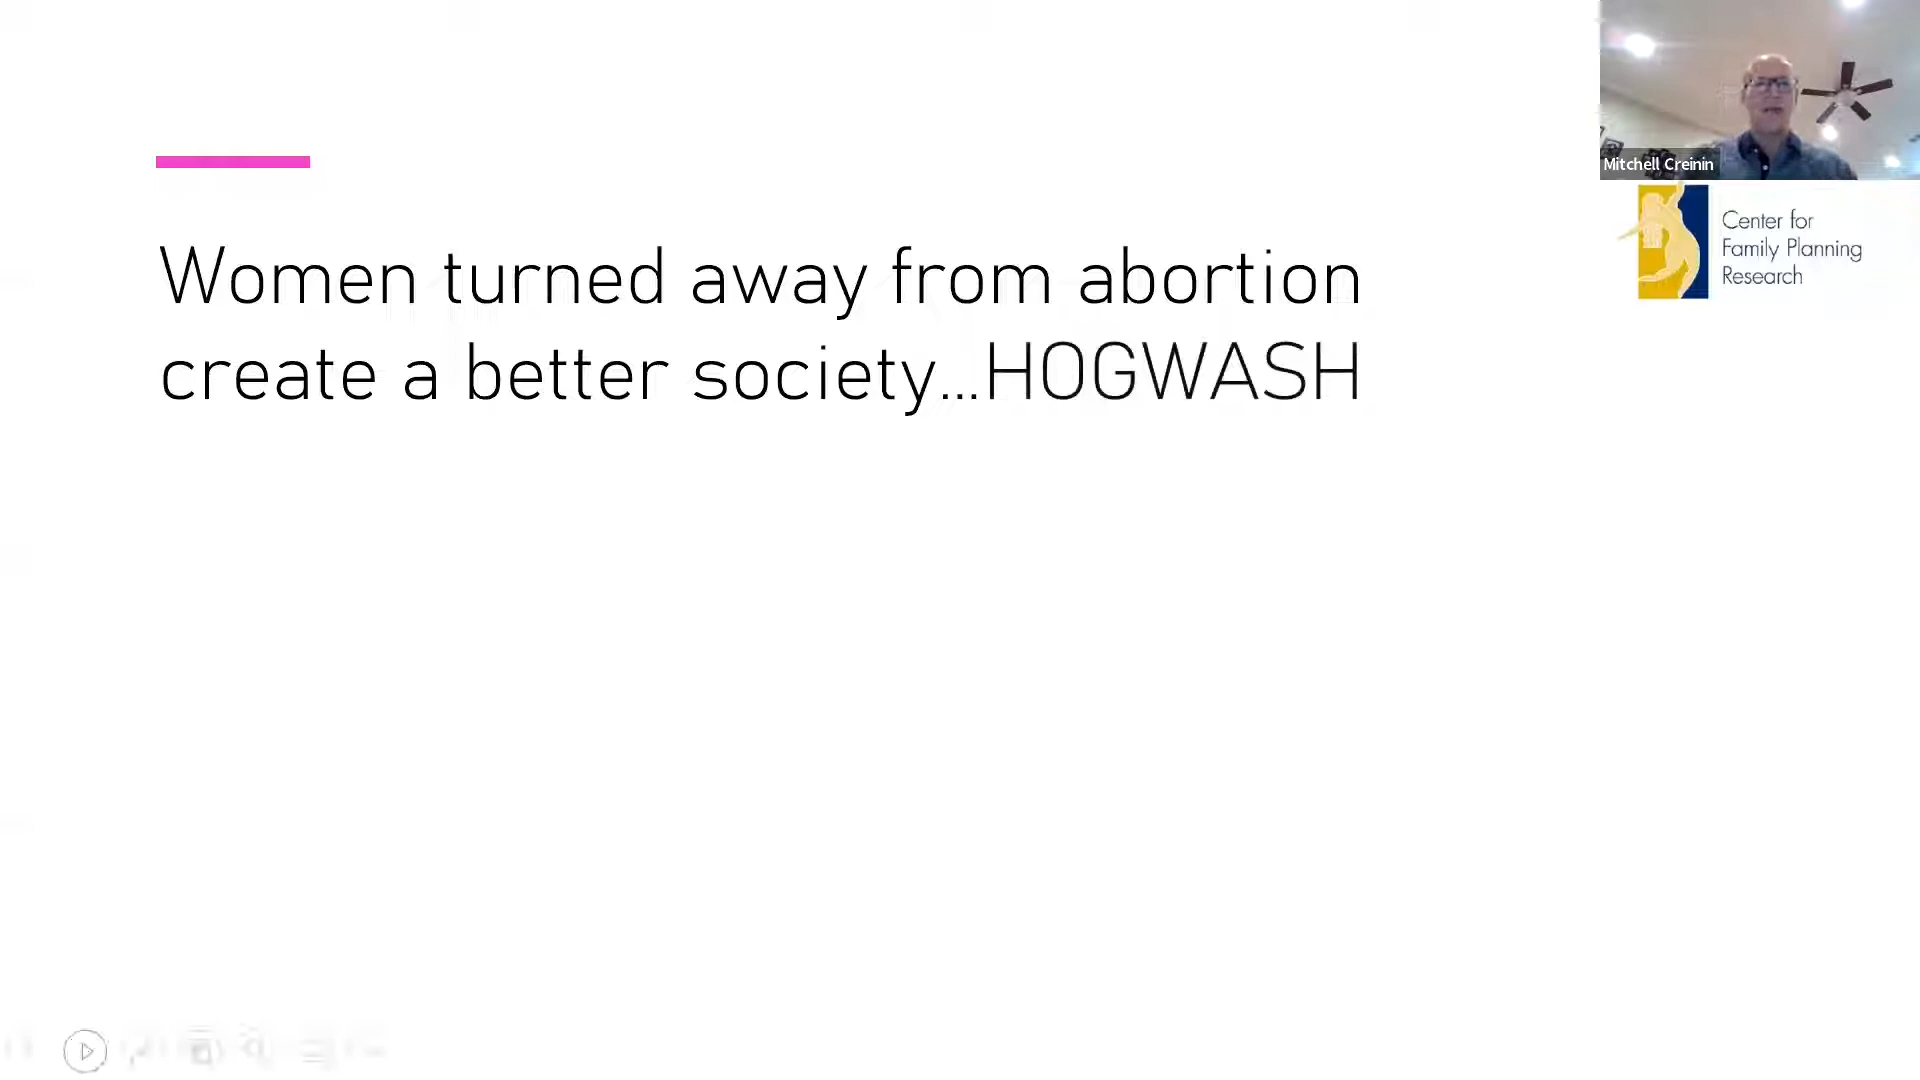 Mitchell Creinin
Center for
Family Planning
Research
Women turned away from abortion
create a better society...HOGWASH